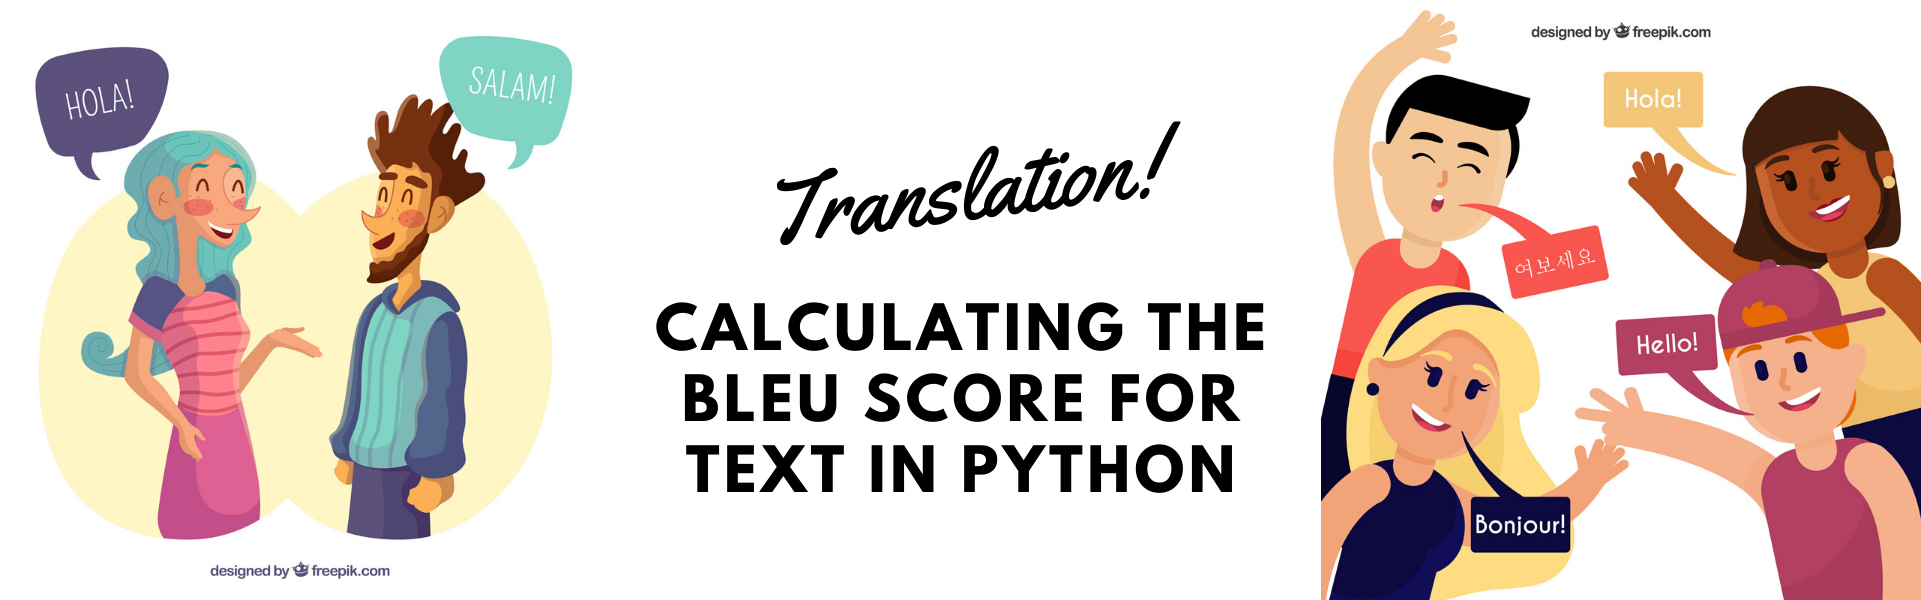 HOLA!
SALAM!
designed by freepik.com
Translation!
CALCULATING THE
BLEU SCORE FOR
TEXT IN PYTHON
designed by freepik.com
Hola!
여보세요
Hello!
Bonjour!